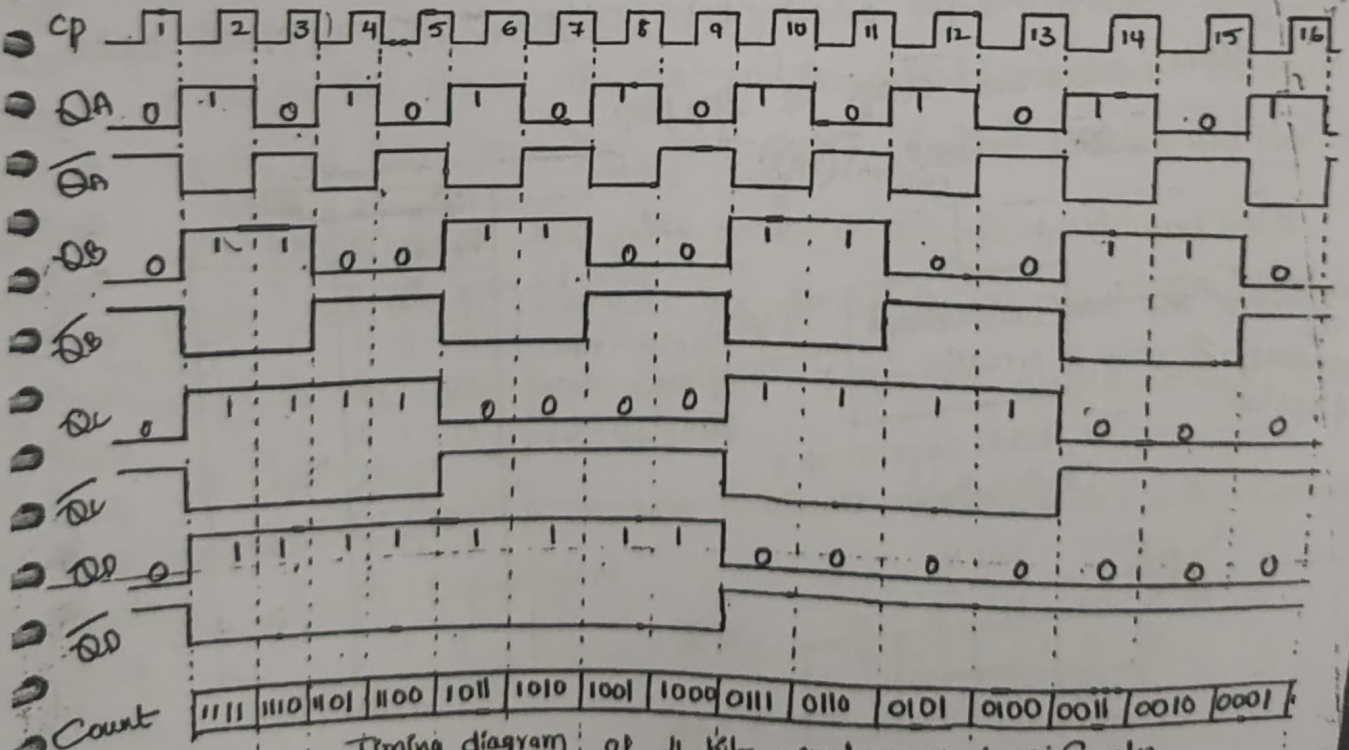 CP 1 2 3 4 5 6 7 8 9 10 11 12 13 14 15 16
QA 0 1 0 1 0 1 0 1 0 1 0 1 0 1 0 1
Q̅A
QB 0 1 1 0 0 1 1 0 0 1 1 0 0 1 1 0
Q̅B
QC 0 1 1 1 1 0 0 0 0 1 1 1 1 0 0 0
Q̅C
QD 0 1 1 1 1 1 1 1 1 0 0 0 0 0 0 0
Q̅D
Count 1111 1110 1101 1100 1011 1010 1001 1000 0111 0110 0101 0100 0011 0010 0001
Timing diagram of 4